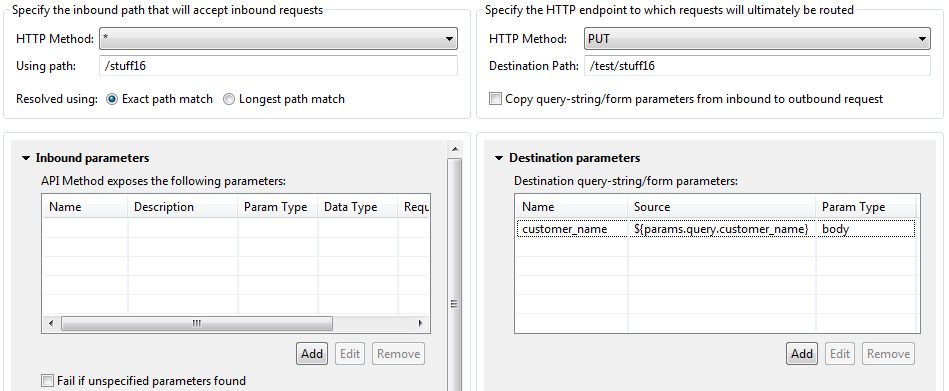 Specify the inbound path that will accept inbound requests
HTTP Method: *
Using path: /stuff16
Resolved using: Exact path match Longest path match
Specify the HTTP endpoint to which requests will ultimately be routed
HTTP Method: PUT
Destination Path: /test/stuff16
Copy query-string/form parameters from inbound to outbound request
Inbound parameters
API Method exposes the following parameters:
Name Description Param Type Data Type Requ
Add Edit Remove
Fail if unspecified parameters found
Destination parameters
Destination query-string/form parameters:
Name Source Param Type
customer_name ${params.query.customer_name} body
Add Edit Remove